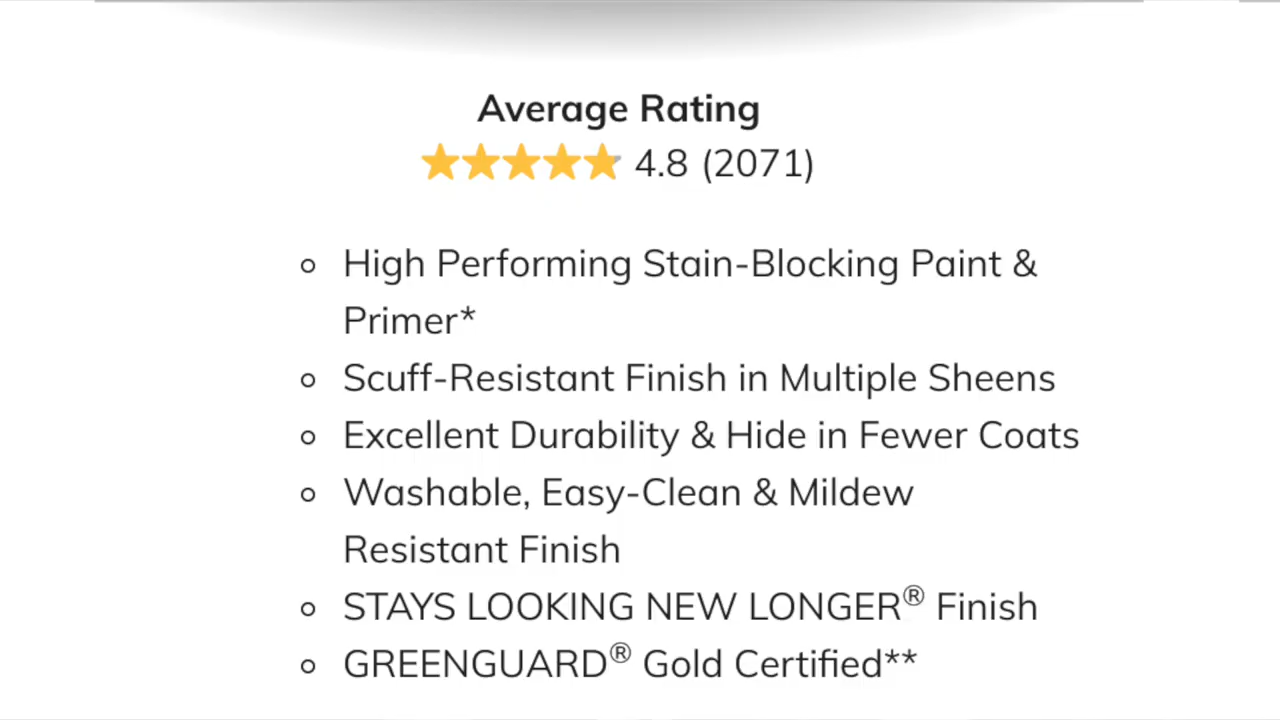 Average Rating
4.8 (2071)
High Performing Stain-Blocking Paint &
Primer*
Scuff-Resistant Finish in Multiple Sheens
Excellent Durability & Hide in Fewer Coats
Washable, Easy-Clean & Mildew
Resistant Finish
STAYS LOOKING NEW LONGER® Finish
GREENGUARD® Gold Certified**